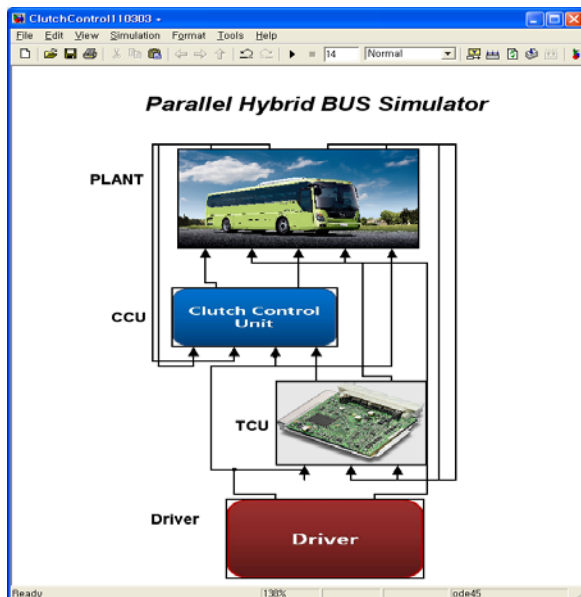 ClutchControl110303
File Edit View Simulation Format Tools Help
14 Normal
Parallel Hybrid BUS Simulator
PLANT
CCU
Clutch Control
Unit
TCU
Driver
Driver
Ready 138% ode45